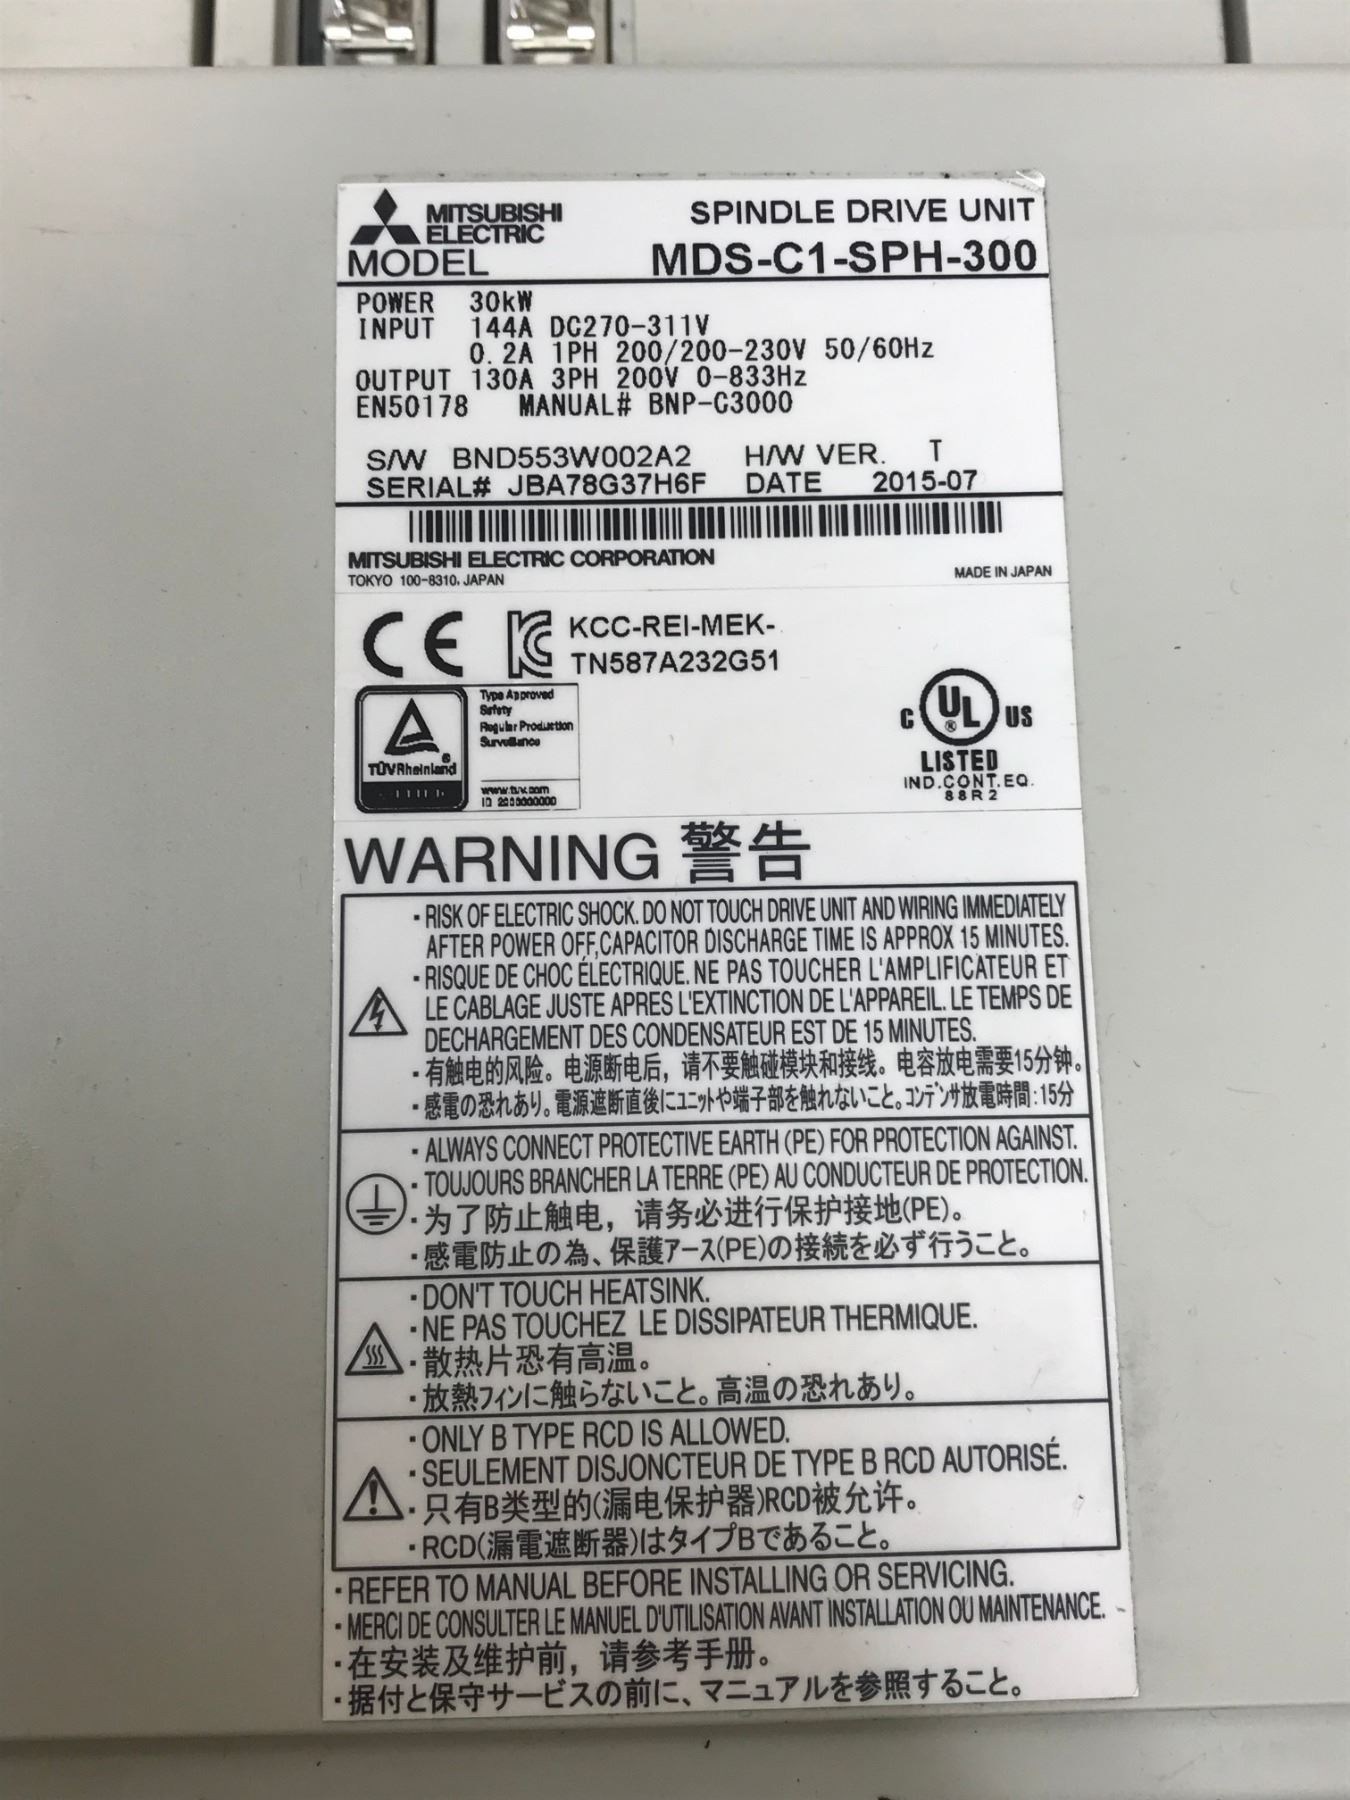 MITSUBISHI ELECTRIC
SPINDLE DRIVE UNIT
MODEL MDS-C1-SPH-300
POWER 30kW
INPUT 144A DC270-311V
0.2A 1PH 200/200-230V 50/60Hz
OUTPUT 130A 3PH 200V 0-833Hz
EN50178 MANUAL# BNP-C3000
S/W BND553W002A2 H/W VER. T
SERIAL# JBA78G37H6F DATE 2015-07
MITSUBISHI ELECTRIC CORPORATION
TOKYO 100-8310, JAPAN MADE IN JAPAN
CE KCC-REI-MEK-
TN587A232G51
Type Approved
Safety
Regular Production
Surveillance
TÜVRheinland®
www.tuv.com
C UL® US
LISTED
IND.CONT.EQ.
88R2
WARNING 警告
・RISK OF ELECTRIC SHOCK. DO NOT TOUCH DRIVE UNIT AND WIRING IMMEDIATELY
AFTER POWER OFF,CAPACITOR DISCHARGE TIME IS APPROX 15 MINUTES.
・RISQUE DE CHOC ÉLECTRIQUE. NE PAS TOUCHER L'AMPLIFICATEUR ET
LE CABLAGE JUSTE APRES L'EXTINCTION DE L'APPAREIL. LE TEMPS DE
DECHARGEMENT DES CONDENSATEUR EST DE 15 MINUTES.
・有触电的风险。电源断电后，请不要触碰模块和接线。电容放电需要15分钟。
・感電の恐れあり。電源遮断直後にユニットや端子部を触れないこと。コンデンサ放電時間：15分
・ALWAYS CONNECT PROTECTIVE EARTH (PE) FOR PROTECTION AGAINST.
・TOUJOURS BRANCHER LA TERRE (PE) AU CONDUCTEUR DE PROTECTION.
・为了防止触电，请务必进行保护接地(PE)。
・感電防止の為、保護アース(PE)の接続を必ず行うこと。
・DON'T TOUCH HEATSINK.
・NE PAS TOUCHEZ LE DISSIPATEUR THERMIQUE.
・散热片恐有高温。
・放熱フィンに触らないこと。高温の恐れあり。
・ONLY B TYPE RCD IS ALLOWED.
・SEULEMENT DISJONCTEUR DE TYPE B RCD AUTORISÉ.
・只有B类型的(漏电保护器)RCD被允许。
・RCD(漏電遮断器)はタイプBであること。
・REFER TO MANUAL BEFORE INSTALLING OR SERVICING.
・MERCI DE CONSULTER LE MANUEL D'UTILISATION AVANT INSTALLATION OU MAINTENANCE.
・在安装及维护前，请参考手册。
・据付と保守サービスの前に、マニュアルを参照すること。